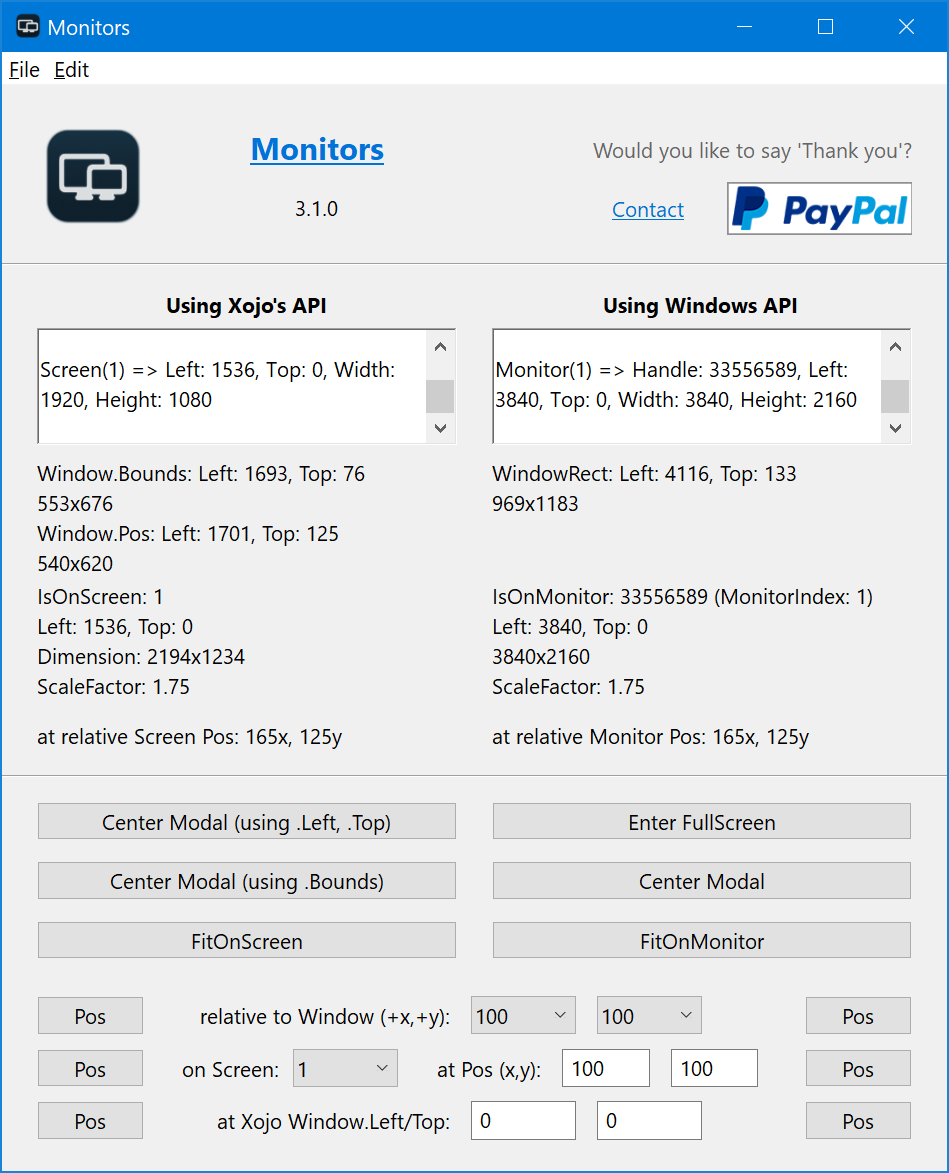 Monitors
File Edit
Monitors
3.1.0
Would you like to say 'Thank you'?
Contact
PayPal
Using Xojo's API
Screen(1) => Left: 1536, Top: 0, Width:
1920, Height: 1080
Window.Bounds: Left: 1693, Top: 76
553x676
Window.Pos: Left: 1701, Top: 125
540x620
IsOnScreen: 1
Left: 1536, Top: 0
Dimension: 2194x1234
ScaleFactor: 1.75
at relative Screen Pos: 165x, 125y
Using Windows API
Monitor(1) => Handle: 33556589, Left:
3840, Top: 0, Width: 3840, Height: 2160
WindowRect: Left: 4116, Top: 133
969x1183
IsOnMonitor: 33556589 (MonitorIndex: 1)
Left: 3840, Top: 0
3840x2160
ScaleFactor: 1.75
at relative Monitor Pos: 165x, 125y
Center Modal (using .Left, .Top)
Enter FullScreen
Center Modal (using .Bounds)
Center Modal
FitOnScreen
FitOnMonitor
Pos relative to Window (+x,+y): 100 100 Pos
Pos on Screen: 1 at Pos (x,y): 100 100 Pos
Pos at Xojo Window.Left/Top: 0 0 Pos